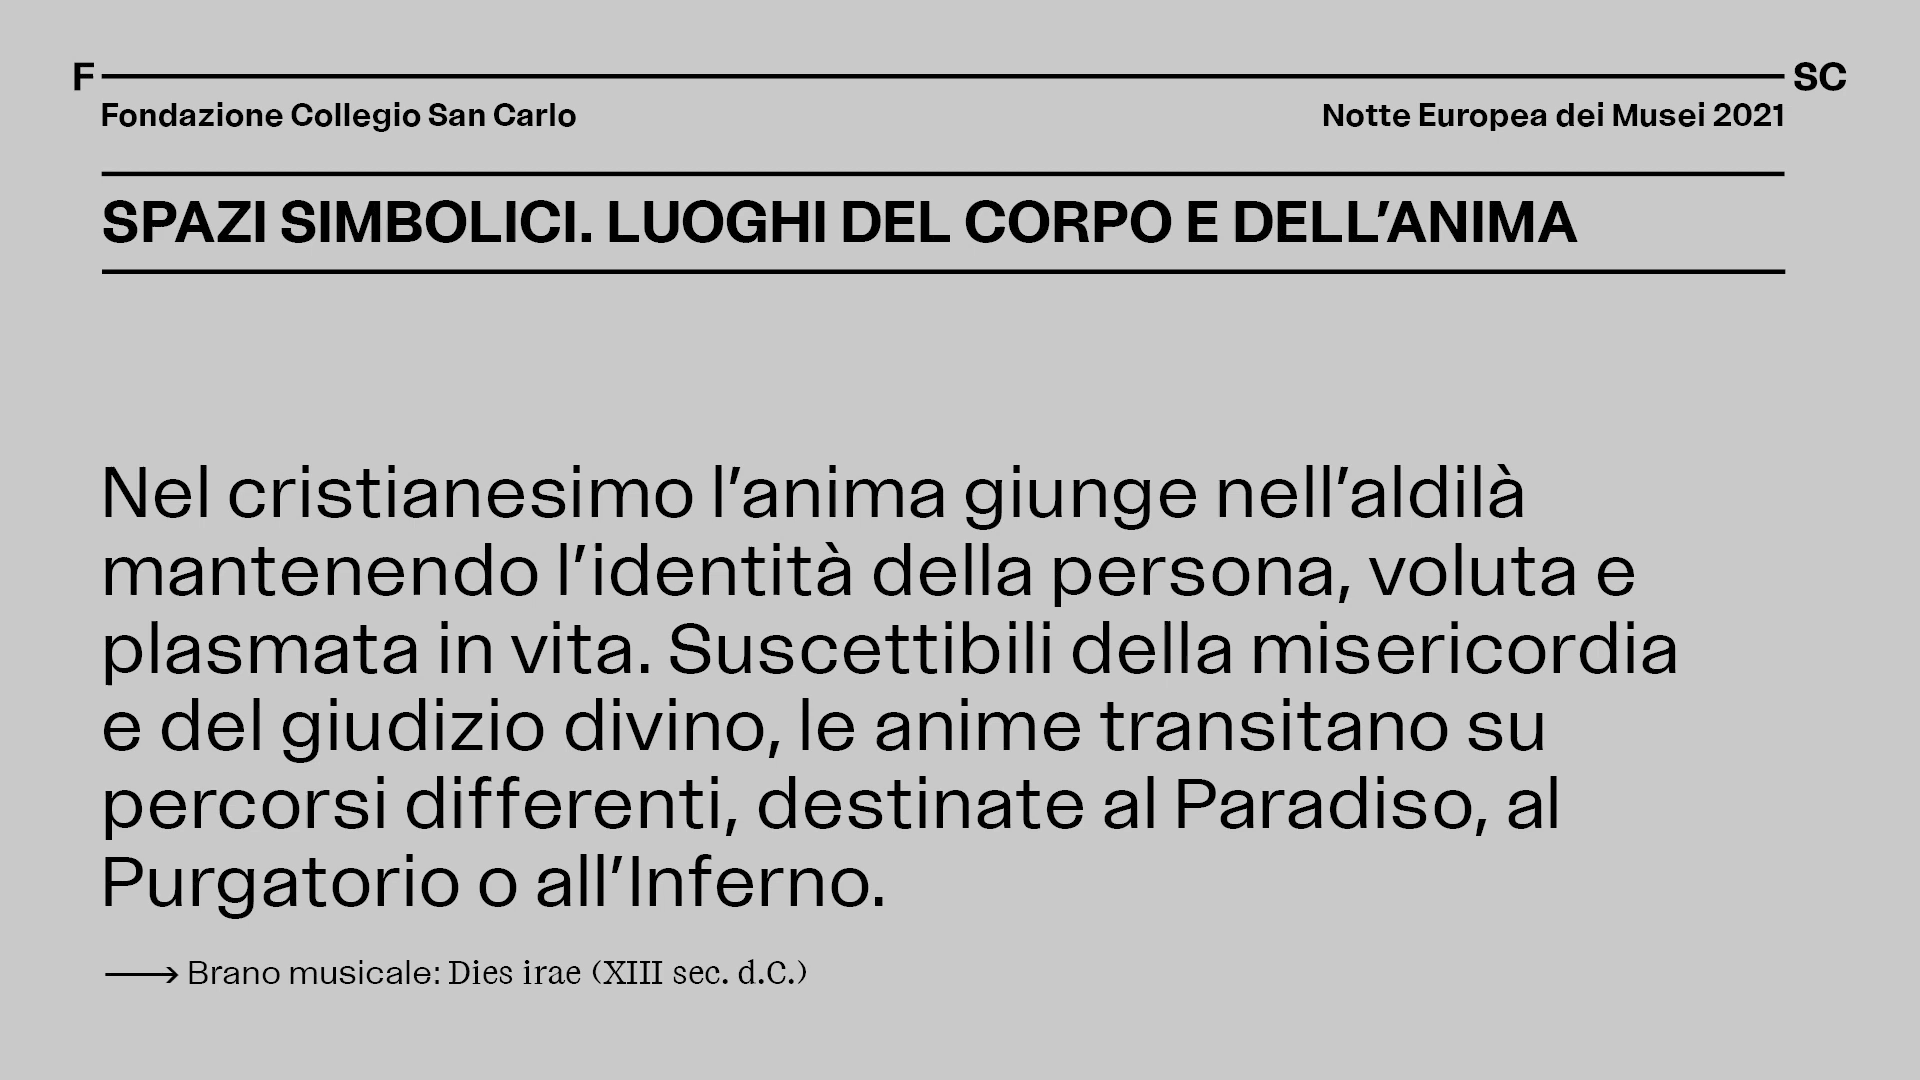 F SC
Fondazione Collegio San Carlo Notte Europea dei Musei 2021
SPAZI SIMBOLICI. LUOGHI DEL CORPO E DELL’ANIMA
Nel cristianesimo l’anima giunge nell’aldilà
mantenendo l’identità della persona, voluta e
plasmata in vita. Suscettibili della misericordia
e del giudizio divino, le anime transitano su
percorsi differenti, destinate al Paradiso, al
Purgatorio o all’Inferno.
→ Brano musicale: Dies irae (XIII sec. d.C.)